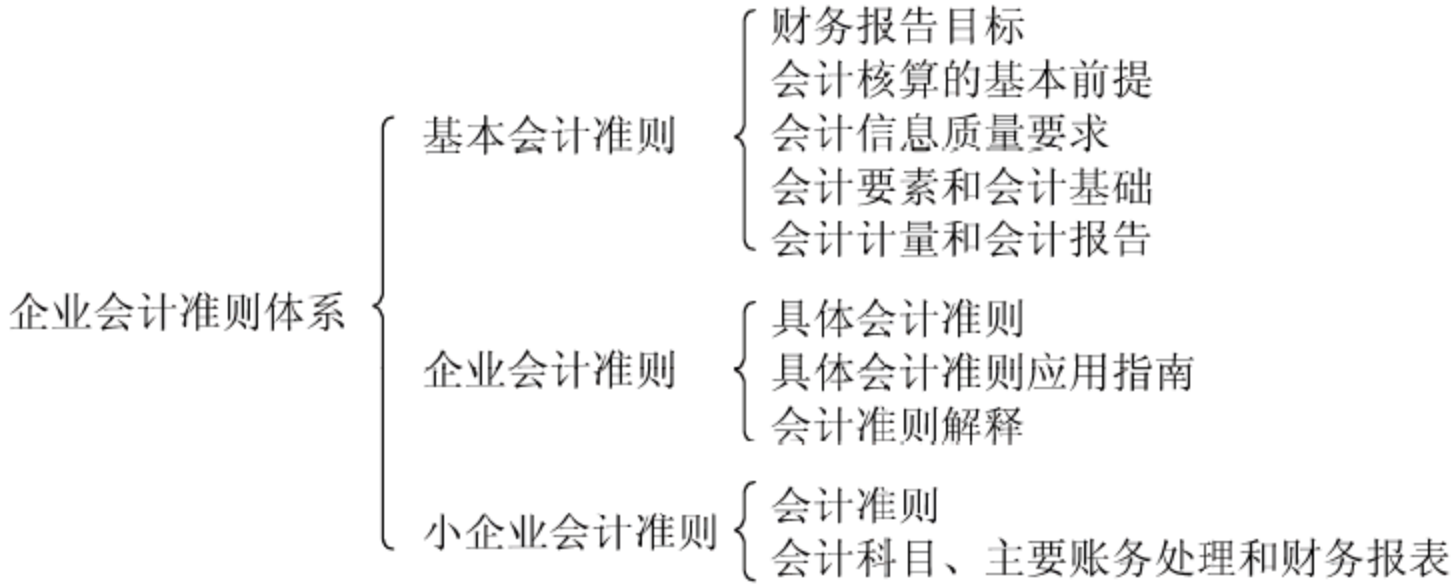 企业会计准则体系
基本会计准则
财务报告目标
会计核算的基本前提
会计信息质量要求
会计要素和会计基础
会计计量和会计报告
企业会计准则
具体会计准则
具体会计准则应用指南
会计准则解释
小企业会计准则
会计准则
会计科目、主要账务处理和财务报表